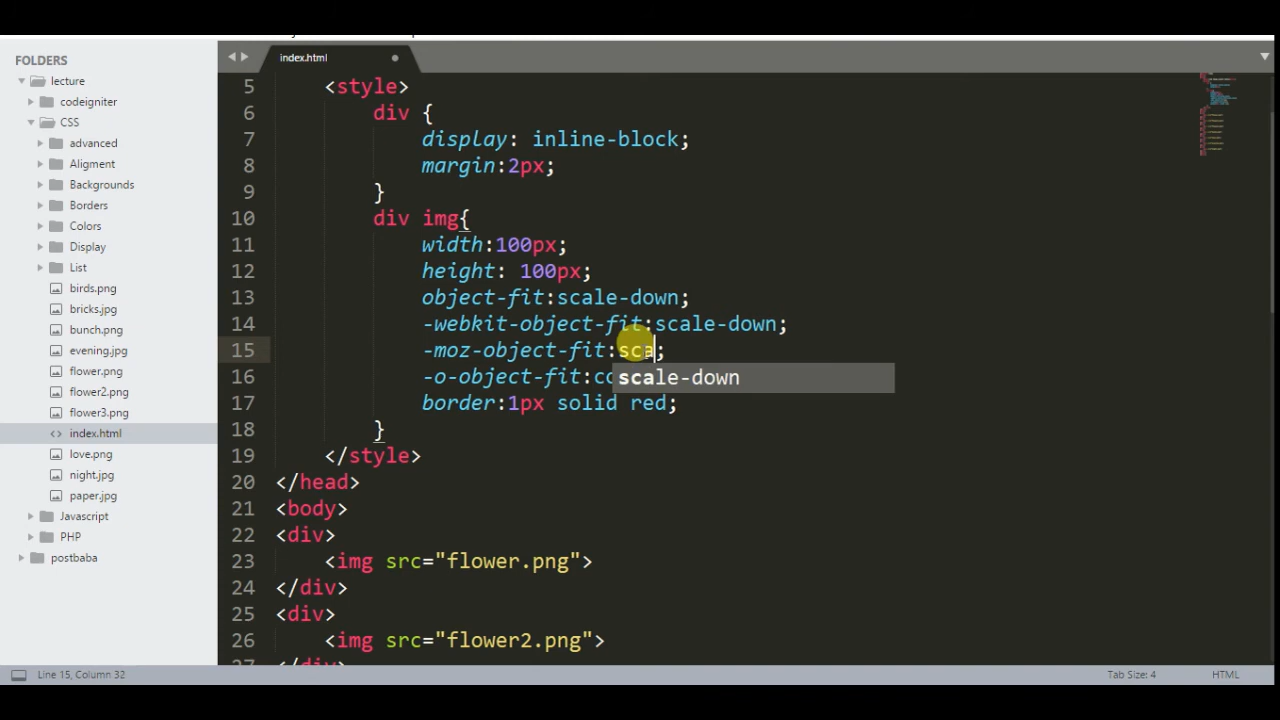 FOLDERS
lecture
codeigniter
CSS
advanced
Aligment
Backgrounds
Borders
Colors
Display
List
birds.png
bricks.jpg
bunch.png
evening.jpg
flower.png
flower2.png
flower3.png
index.html
love.png
night.jpg
paper.jpg
Javascript
PHP
postbaba
index.html
5 <style>
6 div {
7 display: inline-block;
8 margin:2px;
9 }
10 div img{
11 width:100px;
12 height: 100px;
13 object-fit:scale-down;
14 -webkit-object-fit:scale-down;
15 -moz-object-fit:sca;
16 -o-object-fit:co
scale-down
17 border:1px solid red;
18 }
19 </style>
20 </head>
21 <body>
22 <div>
23 <img src="flower.png">
24 </div>
25 <div>
26 <img src="flower2.png">
27 </div>
Line 15, Column 32
Tab Size: 4
HTML